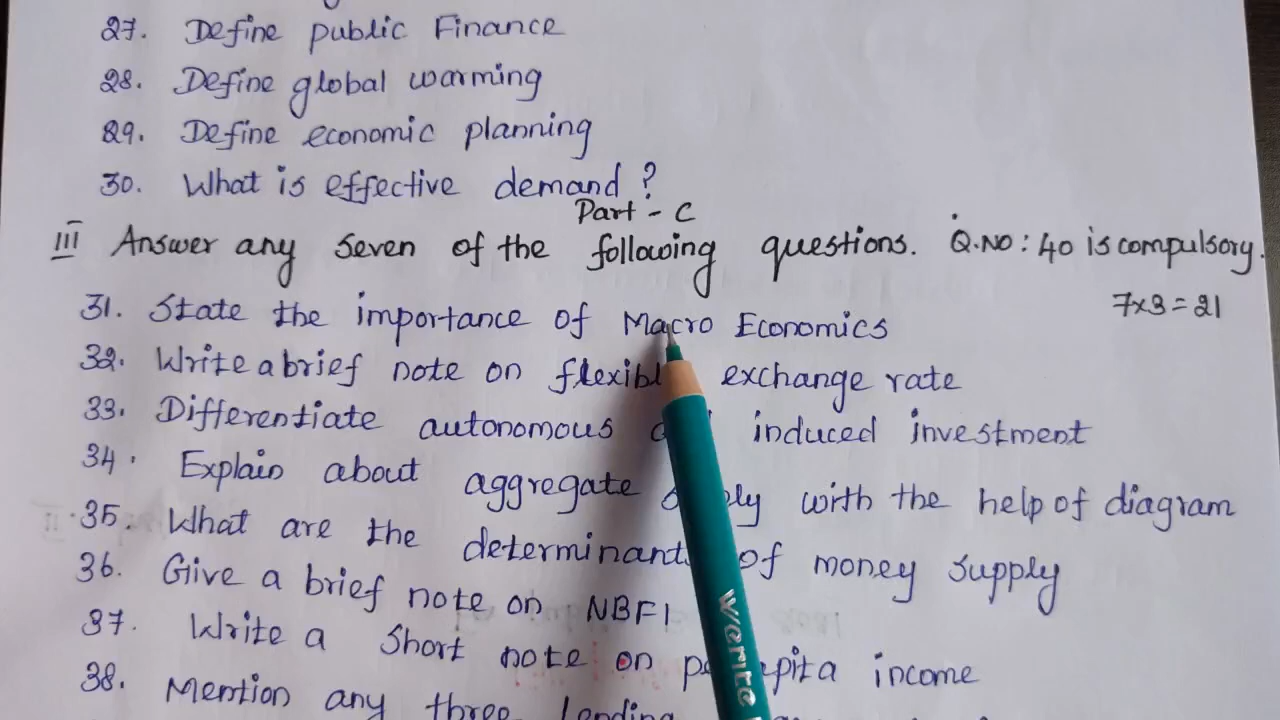 27. Define public Finance
28. Define global warming
29. Define economic planning
30. What is effective demand?
Part - C
III Answer any seven of the following questions. Q.NO: 40 is compulsory.
7x3=21
31. State the importance of Macro Economics
32. Write a brief note on flexibl exchange rate
33. Differentiate autonomous induced investment
34. Explain about aggregate with the help of diagram
35. What are the determinants of money supply
36. Give a brief note on NBFI
37. Write a short note on income
38. Mention any three lending
Werite